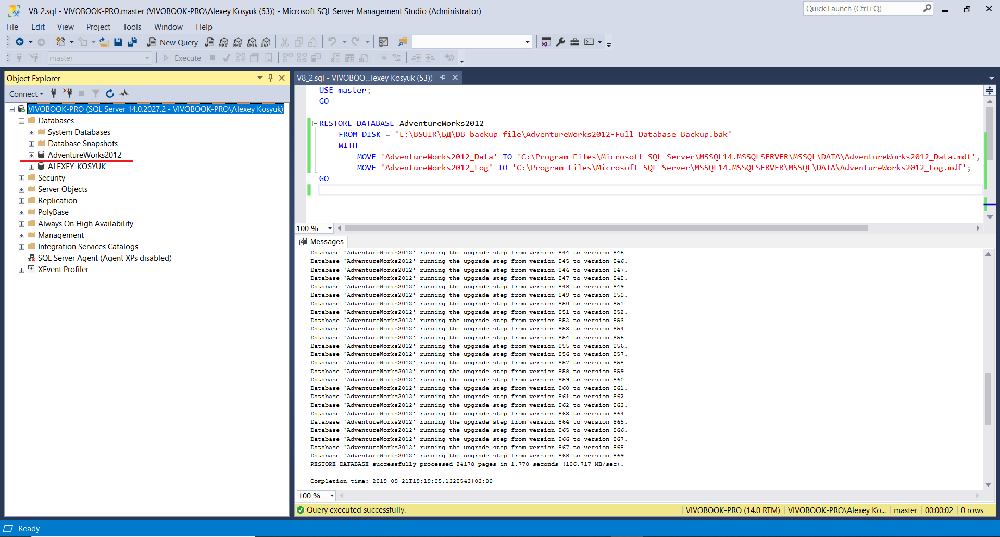 V8_2.sql - VIVOBOOK-PRO.master (VIVOBOOK-PRO\Alexey Kosyuk (53)) - Microsoft SQL Server Management Studio (Administrator)
Quick Launch (Ctrl+Q)
File Edit View Project Tools Window Help
New Query MDX DMX XMLA DAX
master Execute
Object Explorer
V8_2.sql - VIVOBOO...lexey Kosyuk (53))
Connect
VIVOBOOK-PRO (SQL Server 14.0.2027.2 - VIVOBOOK-PRO\Alexey Kosyuk)
Databases
System Databases
Database Snapshots
AdventureWorks2012
ALEXEY_KOSYUK
Security
Server Objects
Replication
PolyBase
Always On High Availability
Management
Integration Services Catalogs
SQL Server Agent (Agent XPs disabled)
XEvent Profiler
USE master;
GO
RESTORE DATABASE AdventureWorks2012
FROM DISK = 'E:\BSUIR\БД\DB backup file\AdventureWorks2012-Full Database Backup.bak'
WITH
MOVE 'AdventureWorks2012_Data' TO 'C:\Program Files\Microsoft SQL Server\MSSQL14.MSSQLSERVER\MSSQL\DATA\AdventureWorks2012_Data.mdf',
MOVE 'AdventureWorks2012_Log' TO 'C:\Program Files\Microsoft SQL Server\MSSQL14.MSSQLSERVER\MSSQL\DATA\AdventureWorks2012_Log.mdf';
GO
100 %
Messages
Database 'AdventureWorks2012' running the upgrade step from version 844 to version 845.
Database 'AdventureWorks2012' running the upgrade step from version 845 to version 846.
Database 'AdventureWorks2012' running the upgrade step from version 846 to version 847.
Database 'AdventureWorks2012' running the upgrade step from version 847 to version 848.
Database 'AdventureWorks2012' running the upgrade step from version 848 to version 849.
Database 'AdventureWorks2012' running the upgrade step from version 849 to version 850.
Database 'AdventureWorks2012' running the upgrade step from version 850 to version 851.
Database 'AdventureWorks2012' running the upgrade step from version 851 to version 852.
Database 'AdventureWorks2012' running the upgrade step from version 852 to version 853.
Database 'AdventureWorks2012' running the upgrade step from version 853 to version 854.
Database 'AdventureWorks2012' running the upgrade step from version 854 to version 855.
Database 'AdventureWorks2012' running the upgrade step from version 855 to version 856.
Database 'AdventureWorks2012' running the upgrade step from version 856 to version 857.
Database 'AdventureWorks2012' running the upgrade step from version 857 to version 858.
Database 'AdventureWorks2012' running the upgrade step from version 858 to version 859.
Database 'AdventureWorks2012' running the upgrade step from version 859 to version 860.
Database 'AdventureWorks2012' running the upgrade step from version 860 to version 861.
Database 'AdventureWorks2012' running the upgrade step from version 861 to version 862.
Database 'AdventureWorks2012' running the upgrade step from version 862 to version 863.
Database 'AdventureWorks2012' running the upgrade step from version 863 to version 864.
Database 'AdventureWorks2012' running the upgrade step from version 864 to version 865.
Database 'AdventureWorks2012' running the upgrade step from version 865 to version 866.
Database 'AdventureWorks2012' running the upgrade step from version 866 to version 867.
Database 'AdventureWorks2012' running the upgrade step from version 867 to version 868.
Database 'AdventureWorks2012' running the upgrade step from version 868 to version 869.
RESTORE DATABASE successfully processed 24178 pages in 1.770 seconds (106.717 MB/sec).
Completion time: 2019-09-21T19:19:05.1328543+03:00
100 %
Query executed successfully. VIVOBOOK-PRO (14.0 RTM) VIVOBOOK-PRO\Alexey Ko... master 00:00:02 0 rows
Ready